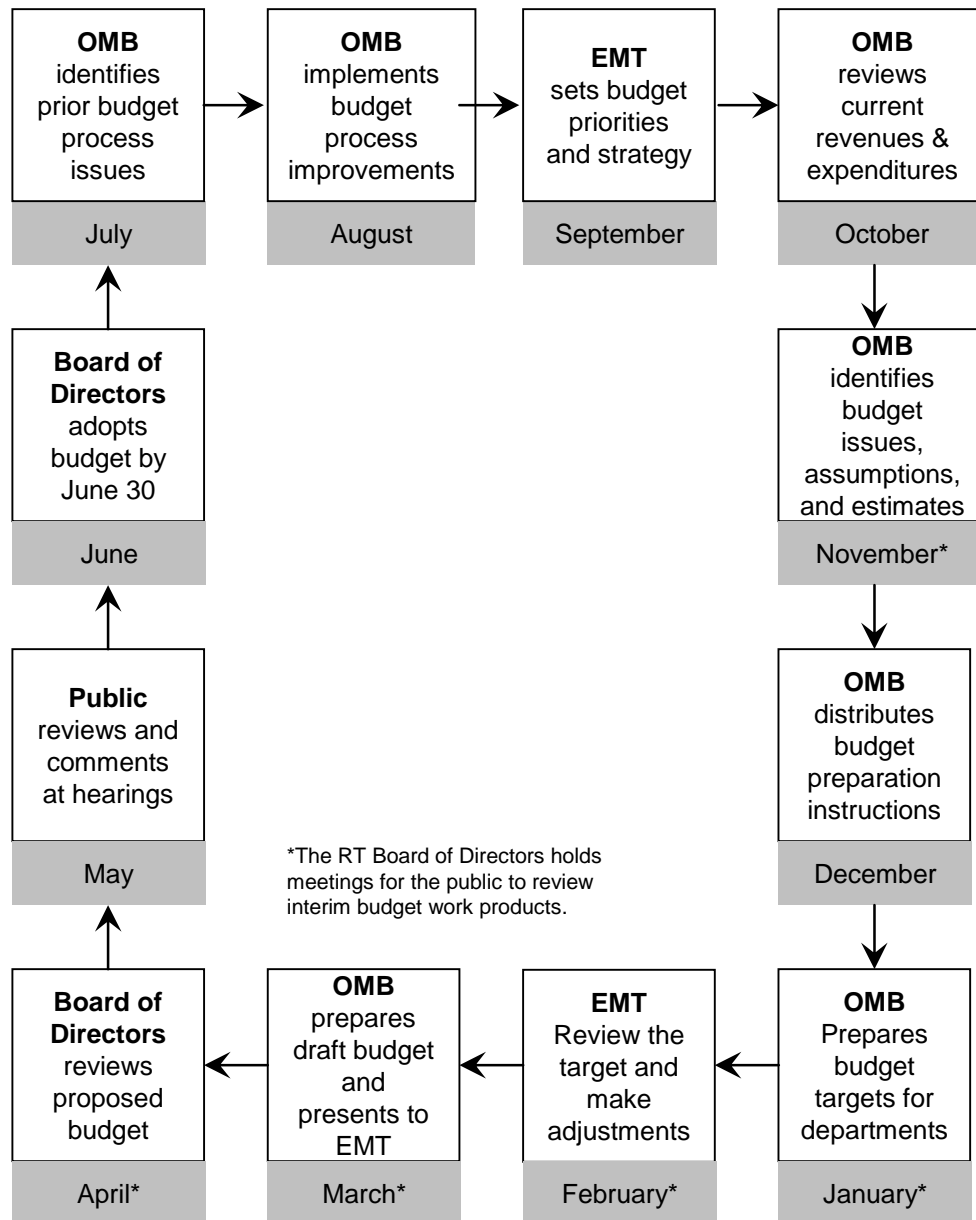 OMB
identifies
prior budget
process
issues
July
OMB
implements
budget
process
improvements
August
EMT
sets budget
priorities
and strategy
September
OMB
reviews
current
revenues &
expenditures
October
OMB
identifies
budget
issues,
assumptions,
and estimates
November*
OMB
distributes
budget
preparation
instructions
December
OMB
Prepares
budget
targets for
departments
January*
EMT
Review the
target and
make
adjustments
February*
OMB
prepares
draft budget
and
presents to
EMT
March*
Board of
Directors
reviews
proposed
budget
April*
Public
reviews and
comments
at hearings
May
Board of
Directors
adopts
budget by
June 30
June
*The RT Board of Directors holds
meetings for the public to review
interim budget work products.